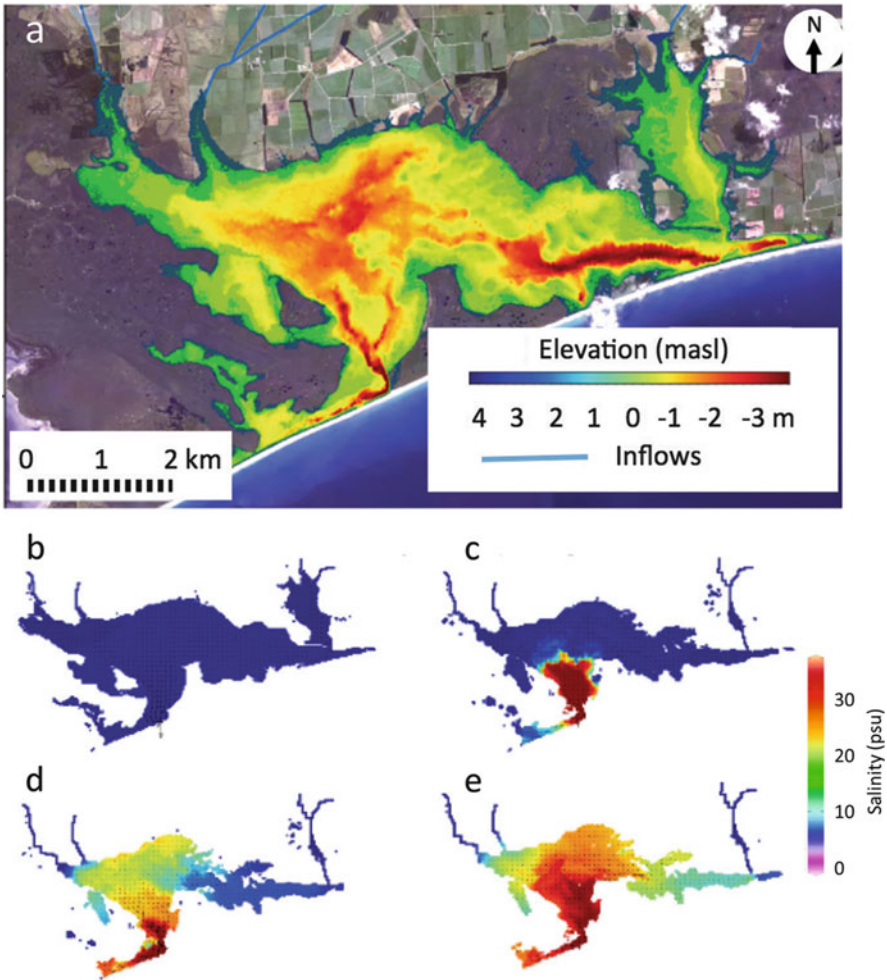 a
N
Elevation (masl)
4 3 2 1 0 -1 -2 -3 m
Inflows
0 1 2 km
b
c
d
e
30
20
10
0
Salinity (psu)